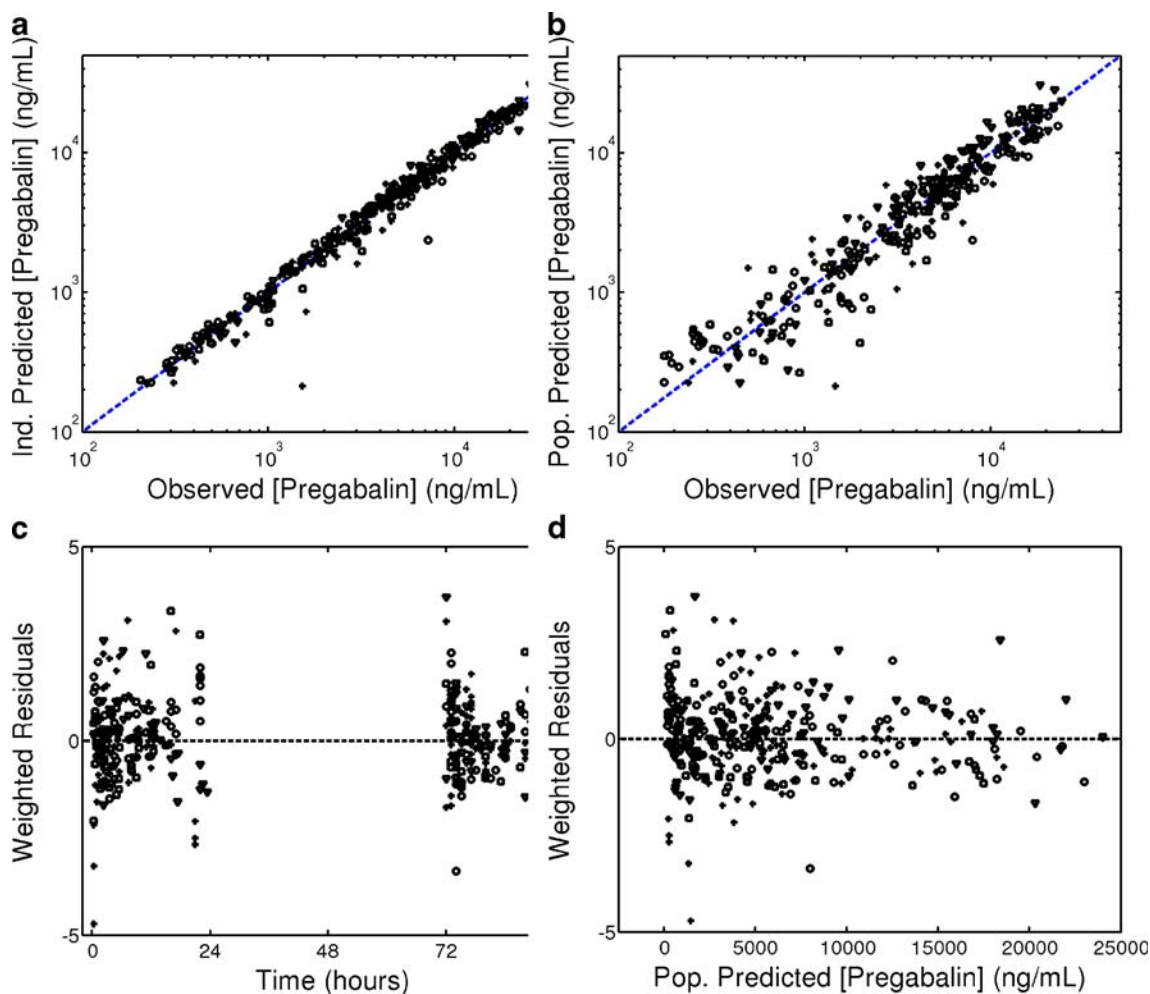 a
Ind. Predicted [Pregabalin] (ng/mL)
10^4
10^3
10^2
10^2
10^3
10^4
Observed [Pregabalin] (ng/mL)
b
Pop. Predicted [Pregabalin] (ng/mL)
10^4
10^3
10^2
10^2
10^3
10^4
Observed [Pregabalin] (ng/mL)
c
Weighted Residuals
5
0
-5
0
24
48
72
Time (hours)
d
Weighted Residuals
5
0
-5
0
5000
10000
15000
20000
25000
Pop. Predicted [Pregabalin] (ng/mL)